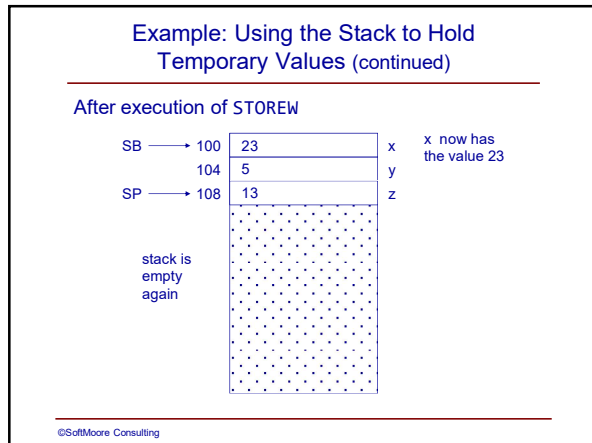 Example: Using the Stack to Hold
Temporary Values (continued)
After execution of STOREW
SB 100 23 x
x now has
the value 23
104 5 y
SP 108 13 z
stack is
empty
again
©SoftMoore Consulting